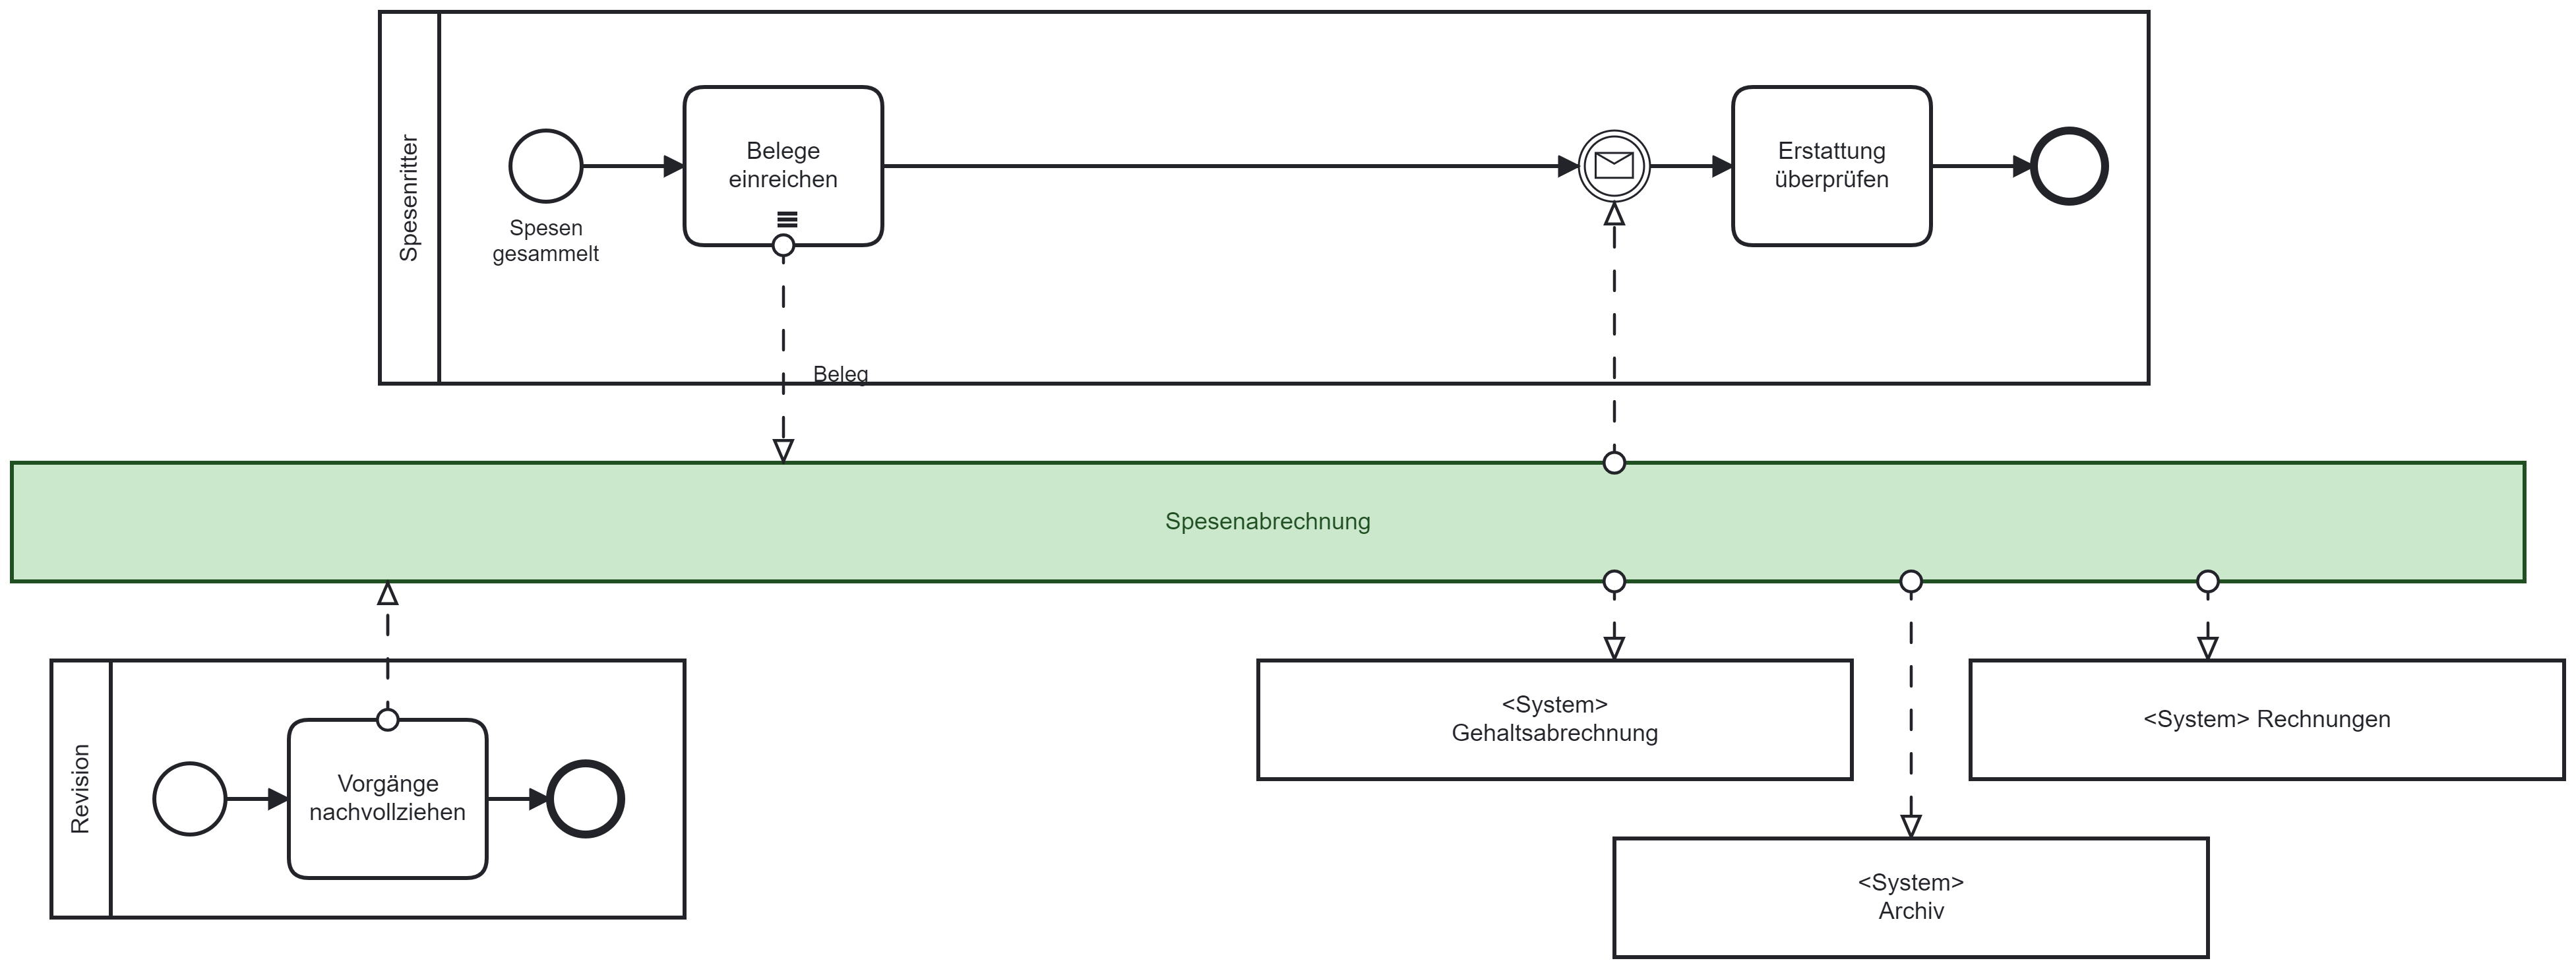 Spesenritter
Spesen
gesammelt
Belege
einreichen
Erstattung
überprüfen
Beleg
Spesenabrechnung
Revision
Vorgänge
nachvollziehen
<System>
Gehaltsabrechnung
<System> Rechnungen
<System>
Archiv